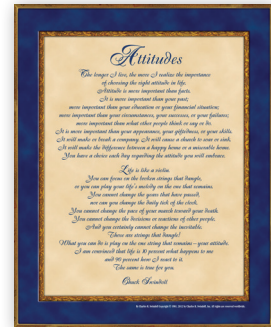 Attitudes
The longer I live, the more I realize the importance
of choosing the right attitude in life.
Attitude is more important than facts.
It is more important than your past;
more important than your education or your financial situation;
more important than your circumstances, your success, or your failures;
more important than what other people think or say or do.
It is more important than your appearance, your giftedness, or your skills.
It will make or break a company. It will cause a church to soar or sink.
It will make the difference between a happy home or a miserable home.
You have a choice each day regarding the attitude you will embrace.
Life is like a violin.
You can focus on the broken strings that dangle,
or you can play your life's melody on the one that remains.
You cannot change the years that have passed,
nor can you change the daily tick of the clock.
You cannot change the pace of your march toward your death.
You cannot change the decisions or reactions of other people.
And you certainly cannot change the inevitable.
Those are strings that dangle!
What you can do is play on the one string that remains – your attitude.
I am convinced that life is 10 percent what happens to me
and 90 percent how I react to it.
The same is true for you.
Chuck Swindoll